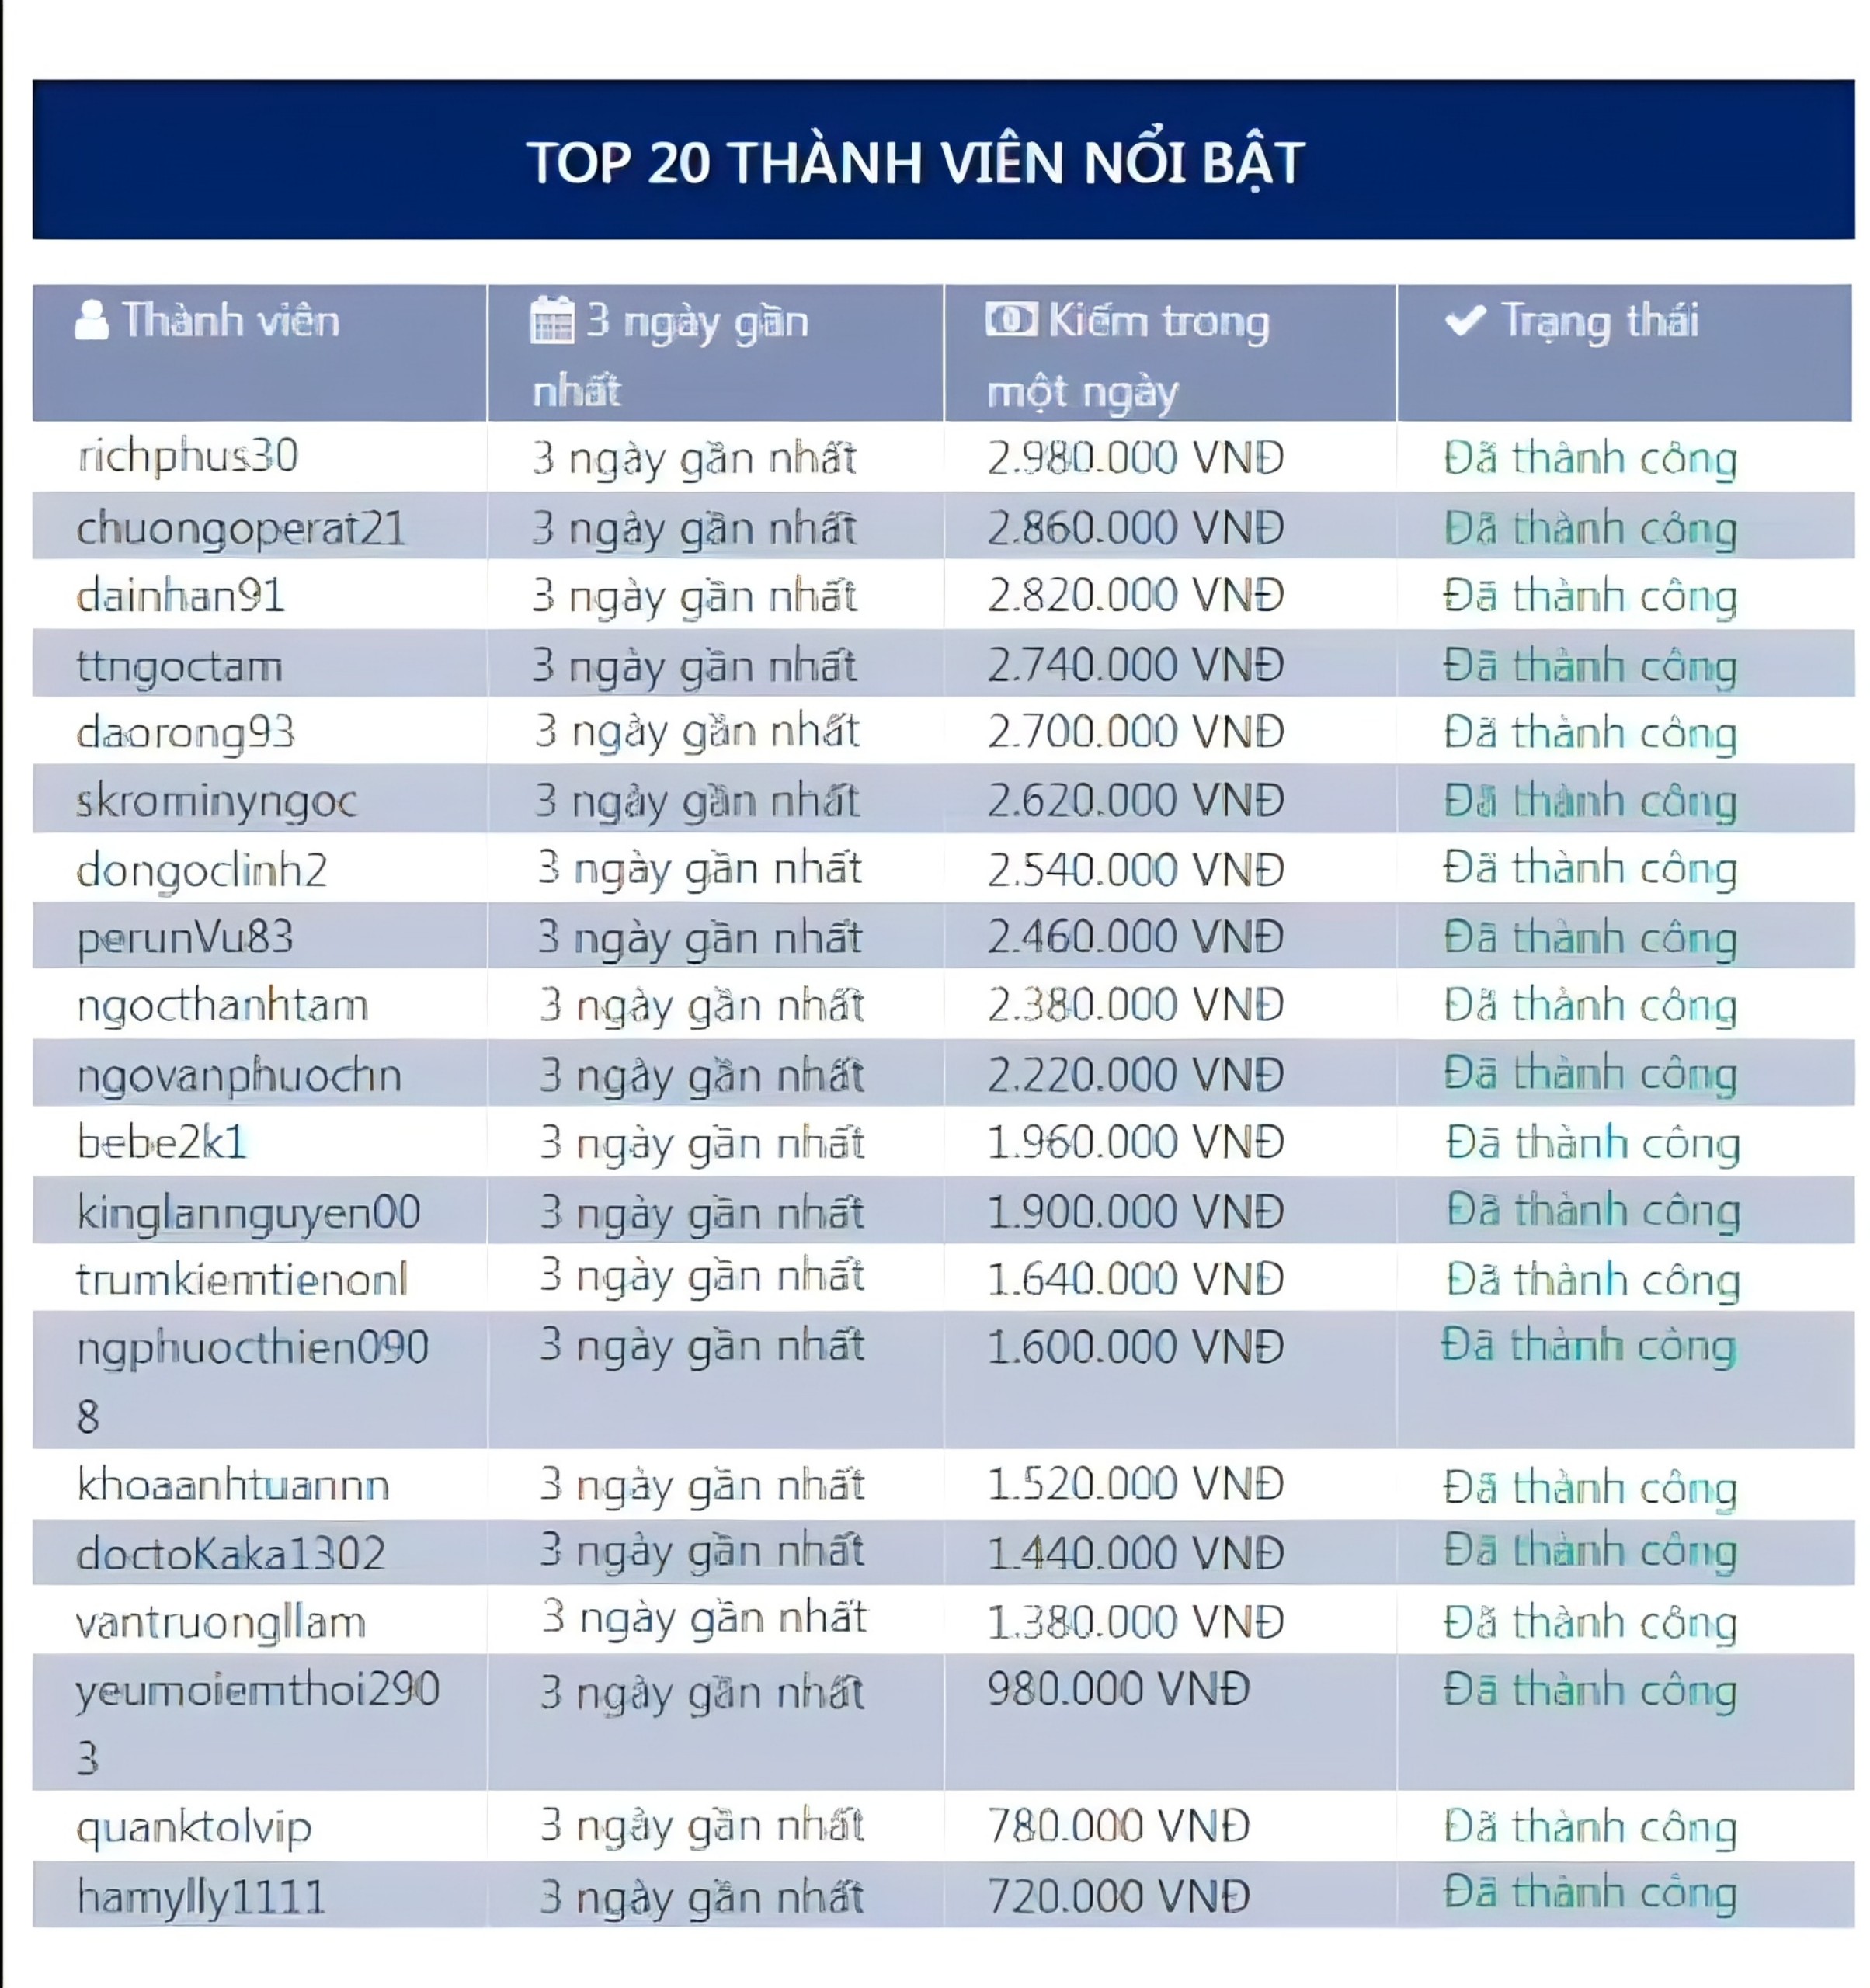 TOP 20 THÀNH VIÊN NỔI BẬT
Thành viên
3 ngày gần
nhất
Kiếm trong
một ngày
Trạng thái
richphus30 3 ngày gần nhất 2.980.000 VNĐ Đã thành công
chuongoperat21 3 ngày gần nhất 2.860.000 VNĐ Đã thành công
dainhan91 3 ngày gần nhất 2.820.000 VNĐ Đã thành công
ttngoctam 3 ngày gần nhất 2.740.000 VNĐ Đã thành công
daorong93 3 ngày gần nhất 2.700.000 VNĐ Đã thành công
skrominyngoc 3 ngày gần nhất 2.620.000 VNĐ Đã thành công
dongoclinh2 3 ngày gần nhất 2.540.000 VNĐ Đã thành công
perunVu83 3 ngày gần nhất 2.460.000 VNĐ Đã thành công
ngocthanhtam 3 ngày gần nhất 2.380.000 VNĐ Đã thành công
ngovanphuochn 3 ngày gần nhất 2.220.000 VNĐ Đã thành công
bebe2k1 3 ngày gần nhất 1.960.000 VNĐ Đã thành công
kinglannguyen00 3 ngày gần nhất 1.900.000 VNĐ Đã thành công
trumkiemtienonl 3 ngày gần nhất 1.640.000 VNĐ Đã thành công
ngphuocthien090 3 ngày gần nhất 1.600.000 VNĐ Đã thành công
8
khoaanhtuannn 3 ngày gần nhất 1.520.000 VNĐ Đã thành công
doctoKaka1302 3 ngày gần nhất 1.440.000 VNĐ Đã thành công
vantruongllam 3 ngày gần nhất 1.380.000 VNĐ Đã thành công
yeumoiemthoi290 3 ngày gần nhất 980.000 VNĐ Đã thành công
3
quanktolvip 3 ngày gần nhất 780.000 VNĐ Đã thành công
hamylly1111 3 ngày gần nhất 720.000 VNĐ Đã thành công